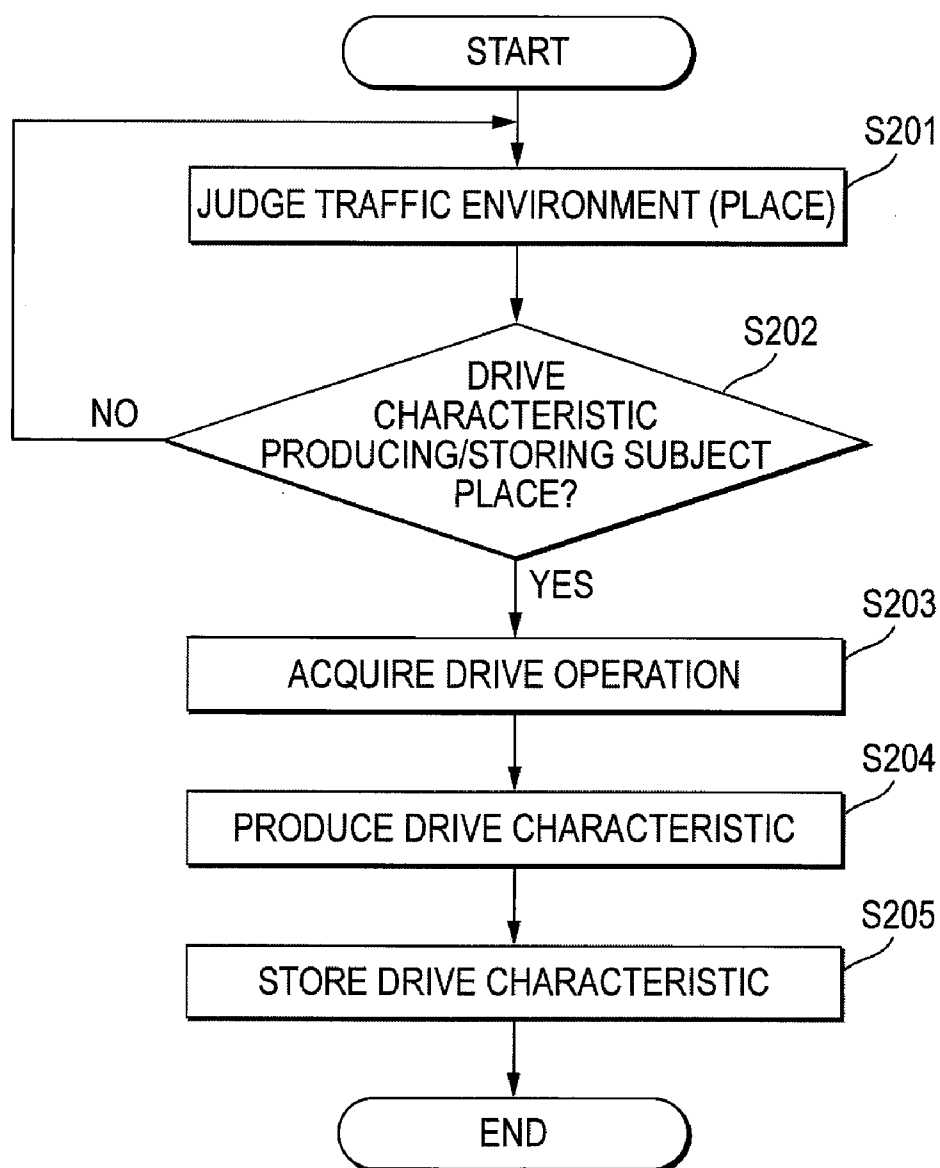 START
S201
JUDGE TRAFFIC ENVIRONMENT (PLACE)
S202
DRIVE
CHARACTERISTIC
PRODUCING/STORING SUBJECT
PLACE?
NO
YES
S203
ACQUIRE DRIVE OPERATION
S204
PRODUCE DRIVE CHARACTERISTIC
S205
STORE DRIVE CHARACTERISTIC
END